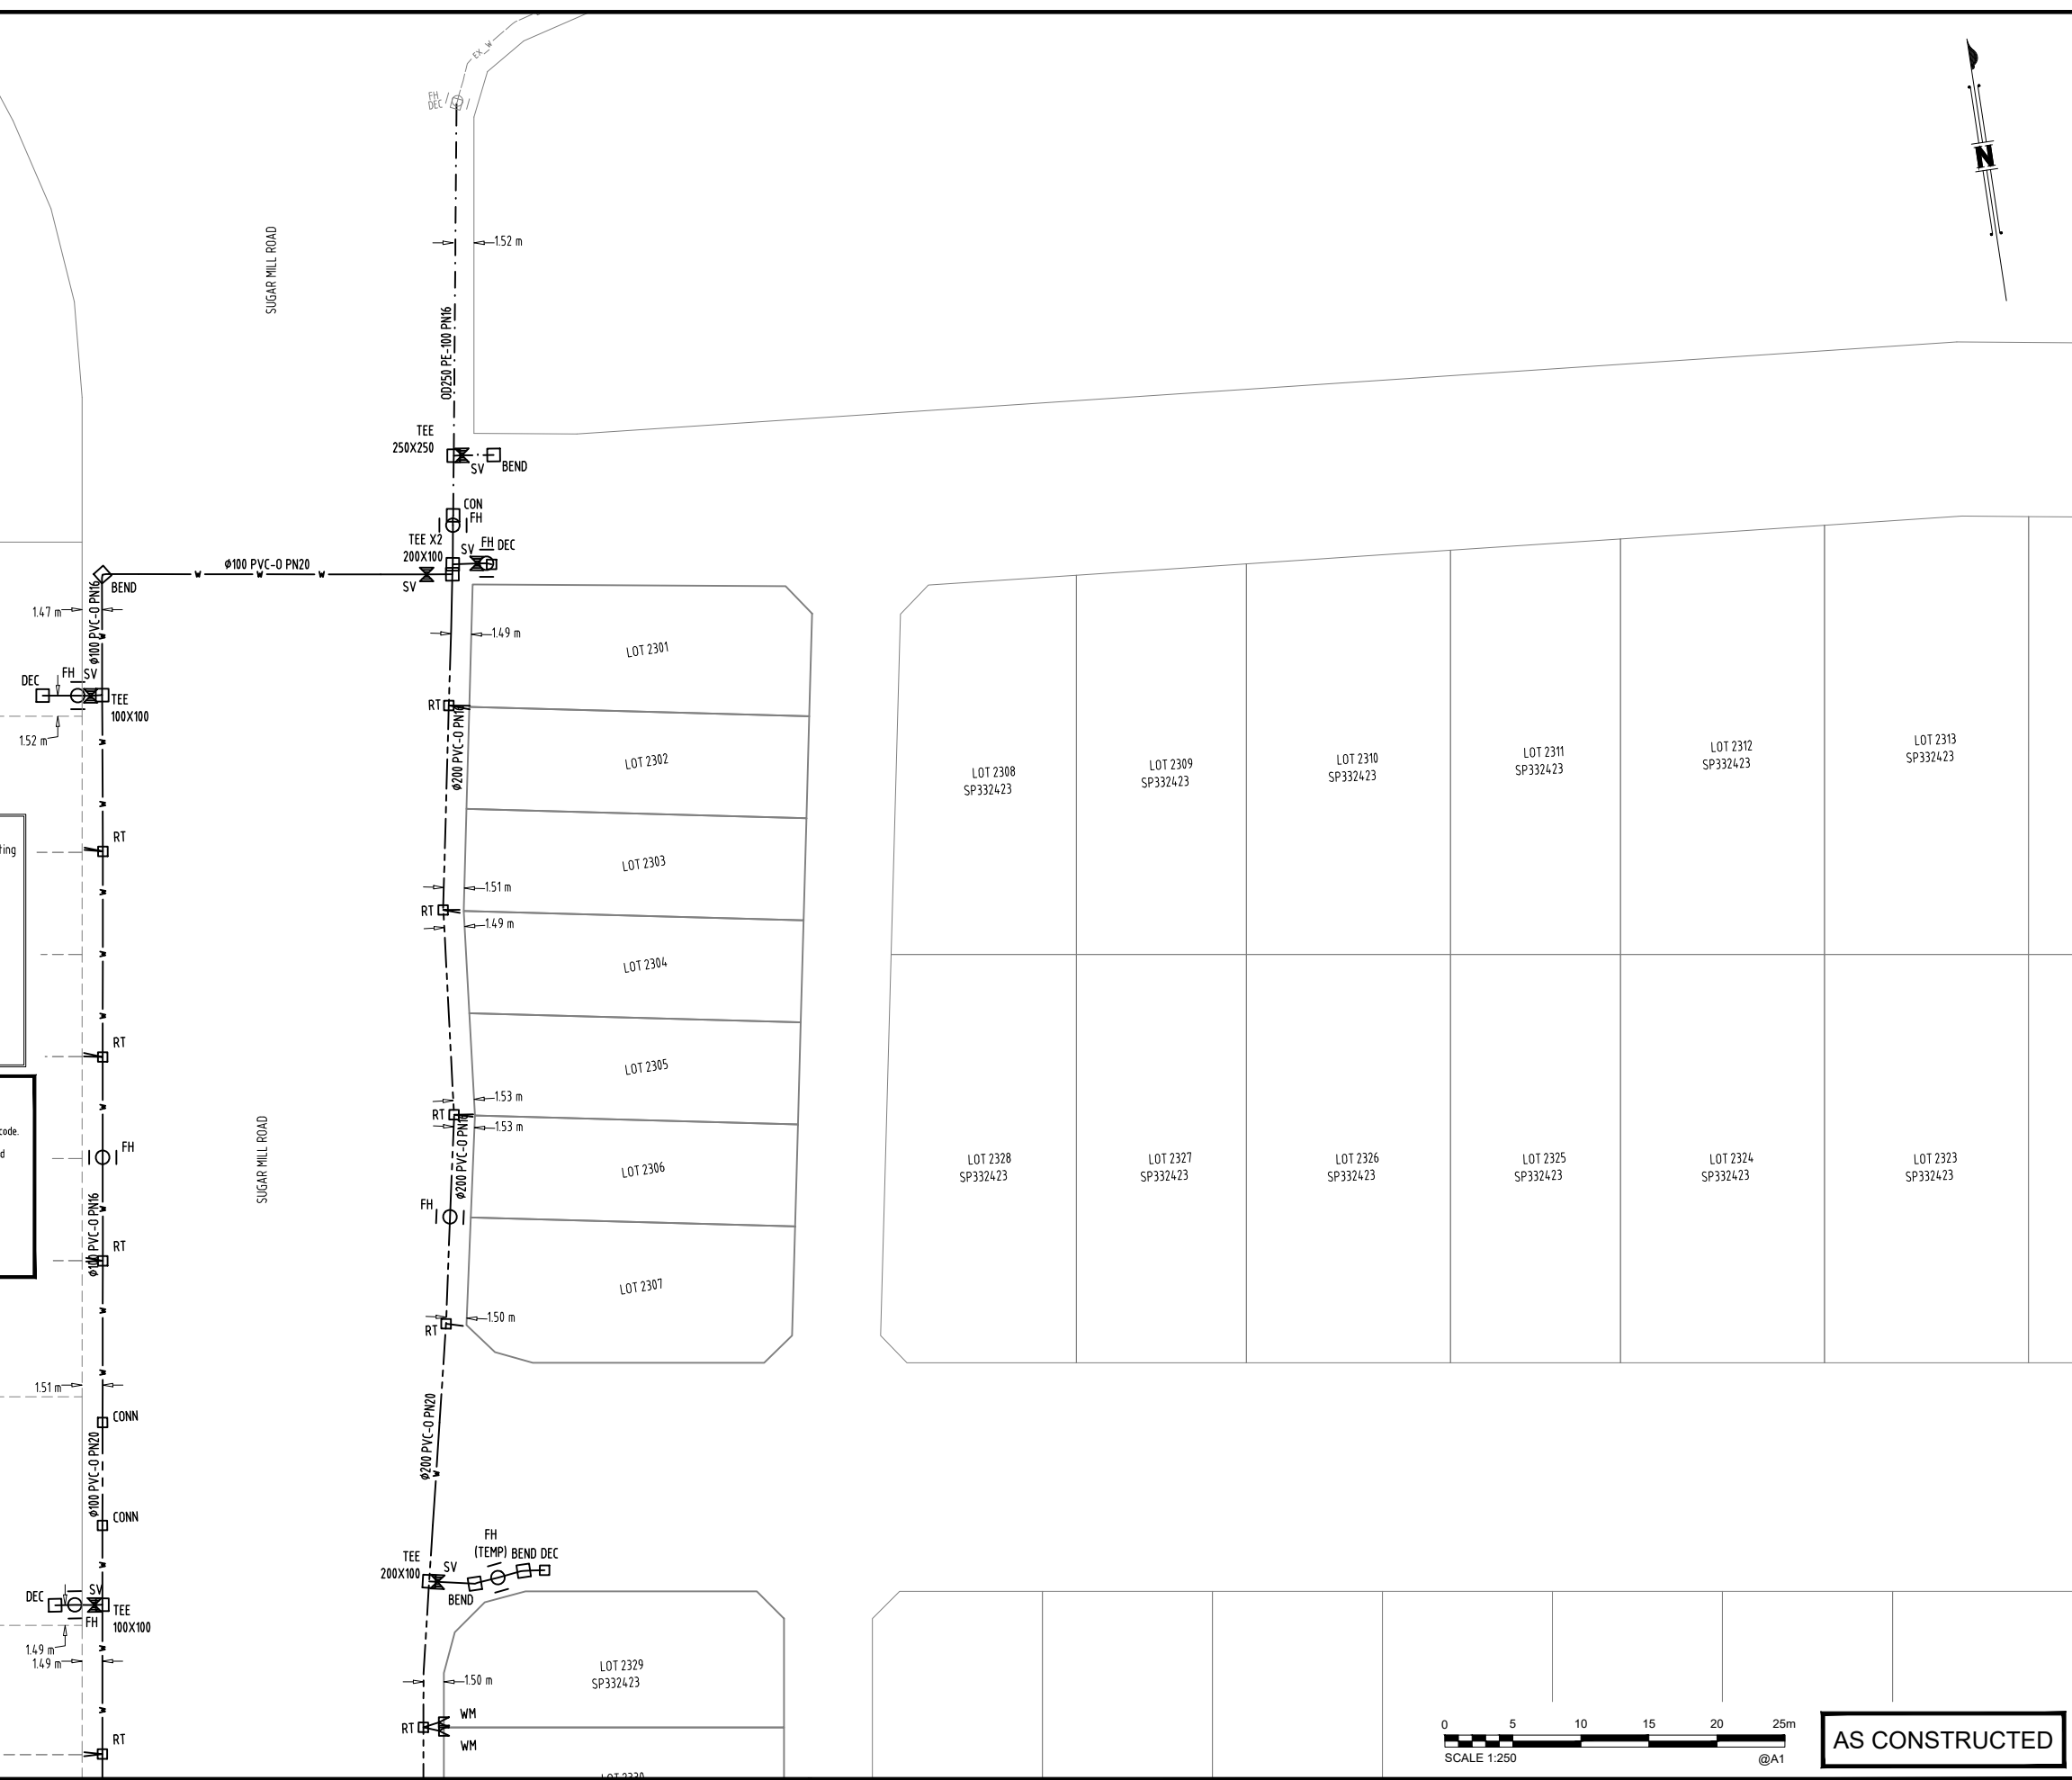 EX_W
FH
DEC
N
SUGAR MILL ROAD
1.52 m
OD250 PE-100 PN16
TEE
250X250
SV
BEND
CON
FH
TEE X2
200X100
SV
FH
DEC
SV
Ø100 PVC-O PN20
W
W
W
BEND
1.47 m
Ø100 PVC-O PN16
W
1.49 m
LOT 2301
DEC
FH
SV
TEE
100X100
1.52 m
W
RT
Ø200 PVC-O PN16
LOT 2302
LOT 2308
SP332423
LOT 2309
SP332423
LOT 2310
SP332423
LOT 2311
SP332423
LOT 2312
SP332423
LOT 2313
SP332423
W
RT
ting
LOT 2303
W
1.51 m
RT
1.49 m
W
LOT 2304
W
RT
LOT 2305
W
1.53 m
RT
1.53 m
code.
d
FH
SUGAR MILL ROAD
Ø200 PVC-O PN16
LOT 2306
LOT 2328
SP332423
LOT 2327
SP332423
LOT 2326
SP332423
LOT 2325
SP332423
LOT 2324
SP332423
LOT 2323
SP332423
FH
W
Ø100 PVC-O PN16
RT
LOT 2307
W
1.50 m
RT
W
1.51 m
CONN
Ø200 PVC-O PN20
W
Ø100 PVC-O PN20
CONN
W
FH
(TEMP)
BEND
DEC
TEE
200X100
SV
BEND
DEC
SV
FH
TEE
100X100
1.49 m
1.49 m
W
LOT 2329
SP332423
1.50 m
W
WM
RT
WM
RT
LOT 2330
0
5
10
15
20
25m
SCALE 1:250
@A1
AS CONSTRUCTED